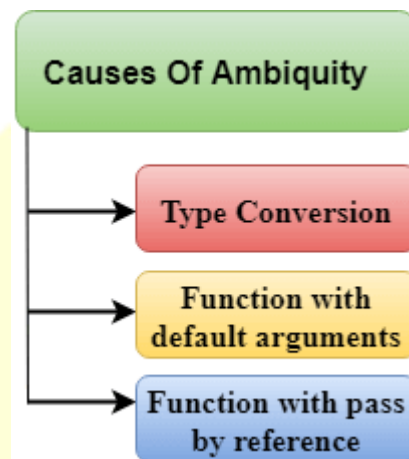 Causes Of Ambiquity
Type Conversion
Function with
default arguments
Function with pass
by reference